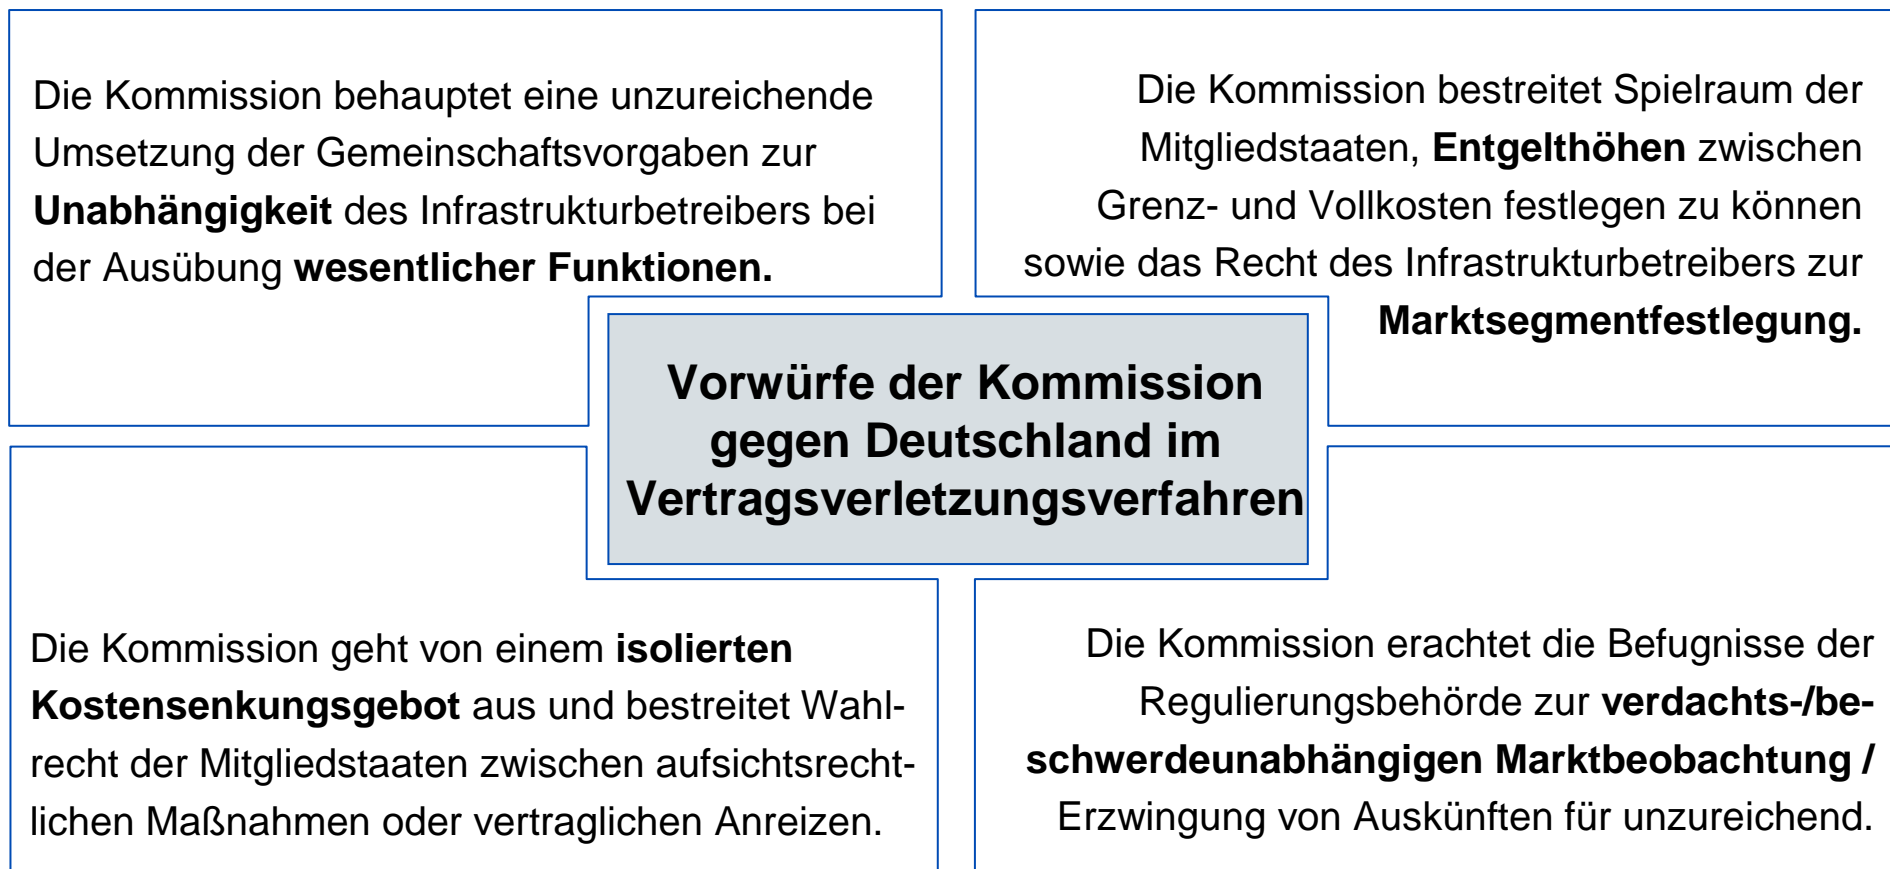 Die Kommission behauptet eine unzureichende
Umsetzung der Gemeinschaftsvorgaben zur
Unabhängigkeit des Infrastrukturbetreibers bei
der Ausübung wesentlicher Funktionen.
Die Kommission bestreitet Spielraum der
Mitgliedstaaten, Entgelthöhen zwischen
Grenz- und Vollkosten festlegen zu können
sowie das Recht des Infrastrukturbetreibers zur
Marktsegmentfestlegung.
Vorwürfe der Kommission
gegen Deutschland im
Vertragsverletzungsverfahren
Die Kommission geht von einem isolierten
Kostensenkungsgebot aus und bestreitet Wahl-
recht der Mitgliedstaaten zwischen aufsichtsrecht-
lichen Maßnahmen oder vertraglichen Anreizen.
Die Kommission erachtet die Befugnisse der
Regulierungsbehörde zur verdachts-/be-
schwerdeunabhängigen Marktbeobachtung /
Erzwingung von Auskünften für unzureichend.